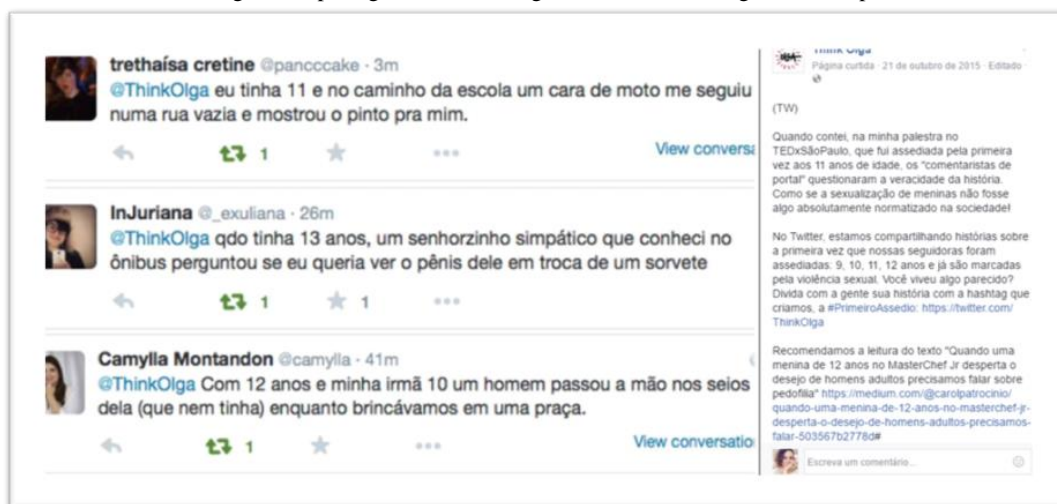 trethaísa cretine @pancccake · 3m
@ThinkOlga eu tinha 11 e no caminho da escola um cara de moto me seguiu
numa rua vazia e mostrou o pinto pra mim.
1
View conversa
InJuriana @_exuliana · 26m
@ThinkOlga qdo tinha 13 anos, um senhorzinho simpático que conheci no
ônibus perguntou se eu queria ver o pênis dele em troca de um sorvete
1 1
Camylla Montandon @camylla · 41m
@ThinkOlga Com 12 anos e minha irmã 10 um homem passou a mão nos seios
dela (que nem tinha) enquanto brincávamos em uma praça.
1
View conversatio
Think Olga
Página curtida · 21 de outubro de 2015 · Editado ·
(TW)
Quando contei, na minha palestra no
TEDxSãoPaulo, que fui assediada pela primeira
vez aos 11 anos de idade, os "comentaristas de
portal" questionaram a veracidade da história.
Como se a sexualização de meninas não fosse
algo absolutamente normatizado na sociedade!
No Twitter, estamos compartilhando histórias sobre
a primeira vez que nossas seguidoras foram
assediadas: 9, 10, 11, 12 anos e já são marcadas
pela violência sexual. Você viveu algo parecido?
Divida com a gente sua história com a hashtag que
criamos, a #PrimeiroAssedio: https://twitter.com/
ThinkOlga
Recomendamos a leitura do texto "Quando uma
menina de 12 anos no MasterChef Jr desperta o
desejo de homens adultos precisamos falar sobre
pedofilia" https://medium.com/@carolpatrocinio/
quando-uma-menina-de-12-anos-no-masterchef-jr-
desperta-o-desejo-de-homens-adultos-precisamos-
falar-503567b2778d#
Escreva um comentário...